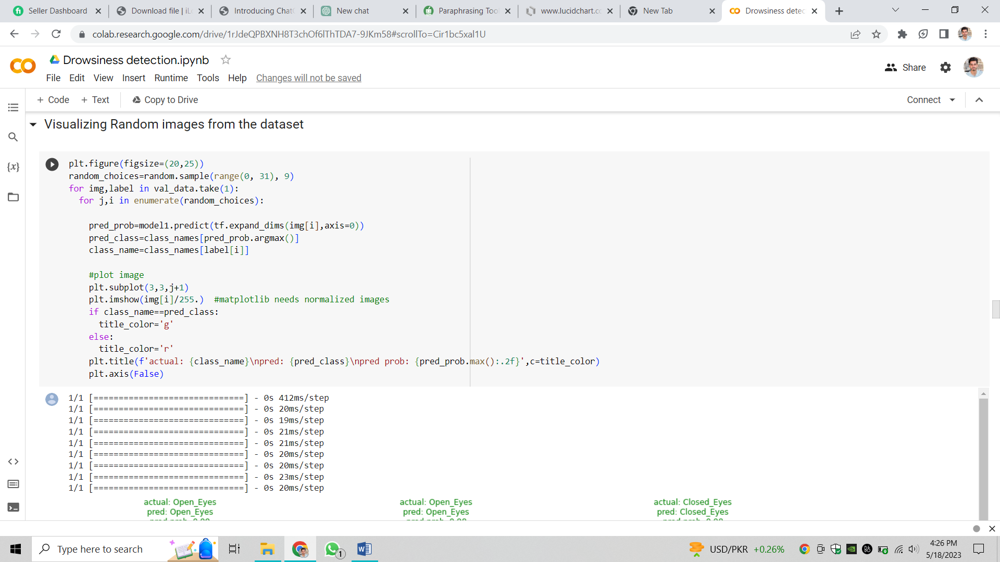 Seller Dashboard
Download file | iL
Introducing Chat
New chat
Paraphrasing Too
www.lucidchart.c
New Tab
Drowsiness detec
colab.research.google.com/drive/1rJdeQPBXNH8T3chOf6lThTDA7-9JKm58#scrollTo=Cir1bc5xal1U
Drowsiness detection.ipynb
File Edit View Insert Runtime Tools Help Changes will not be saved
Share
+ Code + Text Copy to Drive
Connect
Visualizing Random images from the dataset
{x}
plt.figure(figsize=(20,25))
random_choices=random.sample(range(0, 31), 9)
for img,label in val_data.take(1):
  for j,i in enumerate(random_choices):
    pred_prob=model1.predict(tf.expand_dims(img[i],axis=0))
    pred_class=class_names[pred_prob.argmax()]
    class_name=class_names[label[i]]
    #plot image
    plt.subplot(3,3,j+1)
    plt.imshow(img[i]/255.)  #matplotlib needs normalized images
    if class_name==pred_class:
      title_color='g'
    else:
      title_color='r'
    plt.title(f'actual: {class_name}\npred: {pred_class}\npred prob: {pred_prob.max():.2f}',c=title_color)
    plt.axis(False)
1/1 [==============================] - 0s 412ms/step
1/1 [==============================] - 0s 20ms/step
1/1 [==============================] - 0s 19ms/step
1/1 [==============================] - 0s 21ms/step
1/1 [==============================] - 0s 21ms/step
1/1 [==============================] - 0s 20ms/step
1/1 [==============================] - 0s 20ms/step
1/1 [==============================] - 0s 23ms/step
1/1 [==============================] - 0s 20ms/step
actual: Open_Eyes
pred: Open_Eyes
actual: Open_Eyes
pred: Open_Eyes
actual: Closed_Eyes
pred: Closed_Eyes
Type here to search
1
USD/PKR +0.26%
4:26 PM
5/18/2023